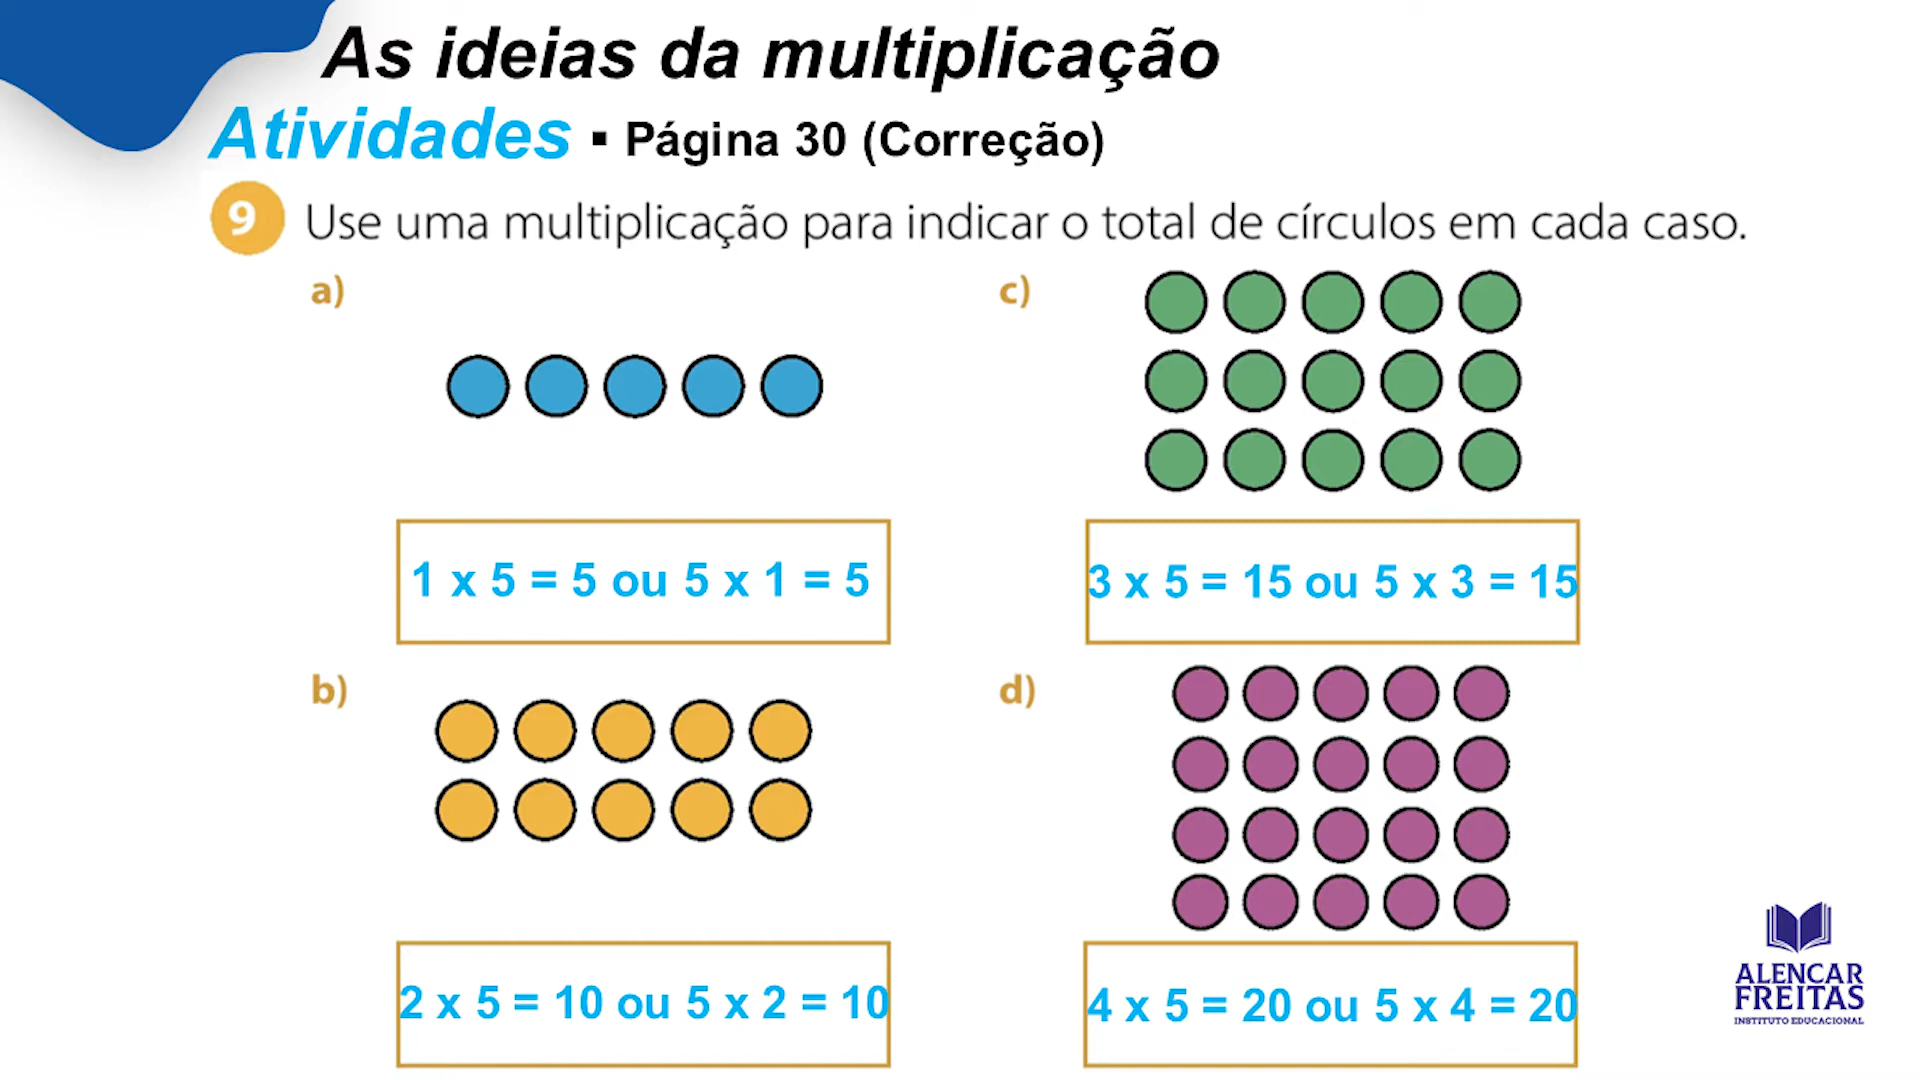 As ideias da multiplicação
Atividades ▪ Página 30 (Correção)
9 Use uma multiplicação para indicar o total de círculos em cada caso.
a)
1 x 5 = 5 ou 5 x 1 = 5
b)
2 x 5 = 10 ou 5 x 2 = 10
c)
3 x 5 = 15 ou 5 x 3 = 15
d)
4 x 5 = 20 ou 5 x 4 = 20
ALENCAR
FREITAS
INSTITUTO EDUCACIONAL